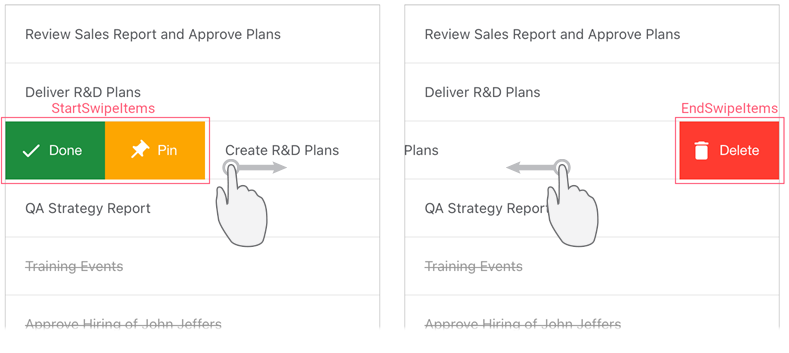 Review Sales Report and Approve Plans
Deliver R&D Plans
StartSwipeItems
Done
Pin
Create R&D Plans
QA Strategy Report
Training Events
Approve Hiring of John Jeffers
Review Sales Report and Approve Plans
Deliver R&D Plans
EndSwipeItems
Plans
Delete
QA Strategy Report
Training Events
Approve Hiring of John Jeffers